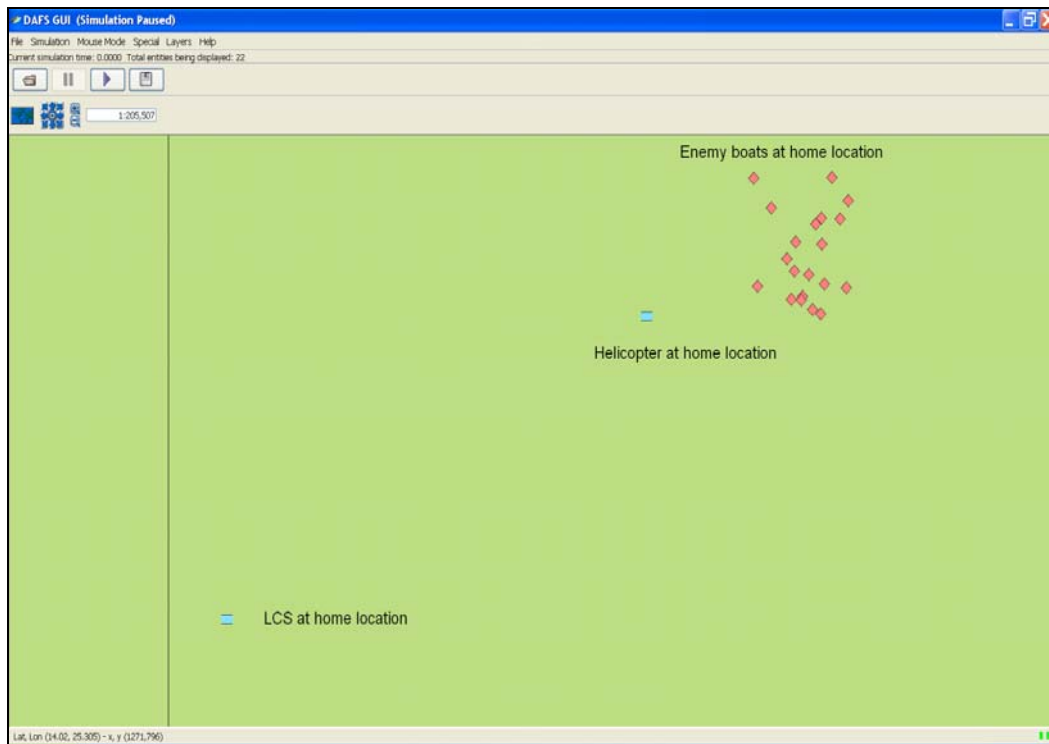 DAFS GUI (Simulation Paused)
File Simulation Mouse Mode Special Layers Help
Current simulation time: 0.0000 Total entities being displayed: 22
1:205,507
Enemy boats at home location
Helicopter at home location
LCS at home location
Lat, Lon (14.02, 25.305) - x, y (1271,796)